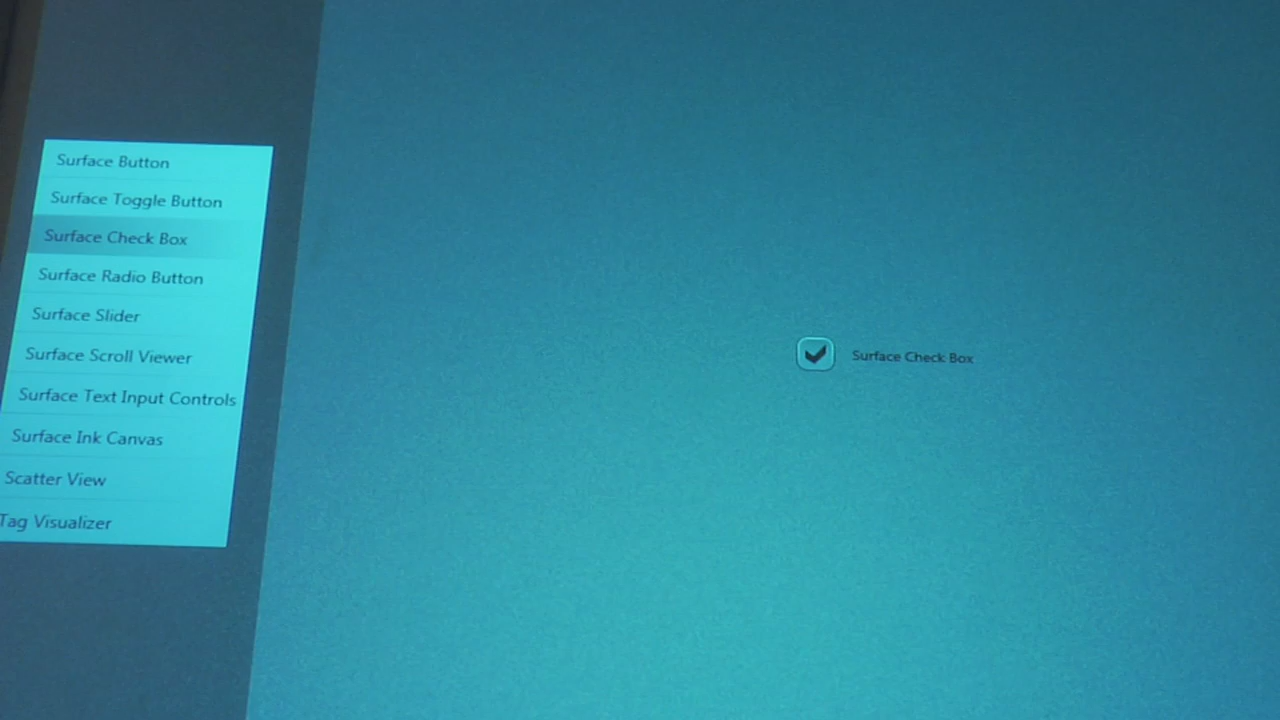 Surface Button
Surface Toggle Button
Surface Check Box
Surface Radio Button
Surface Slider
Surface Scroll Viewer
Surface Text Input Controls
Surface Ink Canvas
Scatter View
Tag Visualizer
Surface Check Box